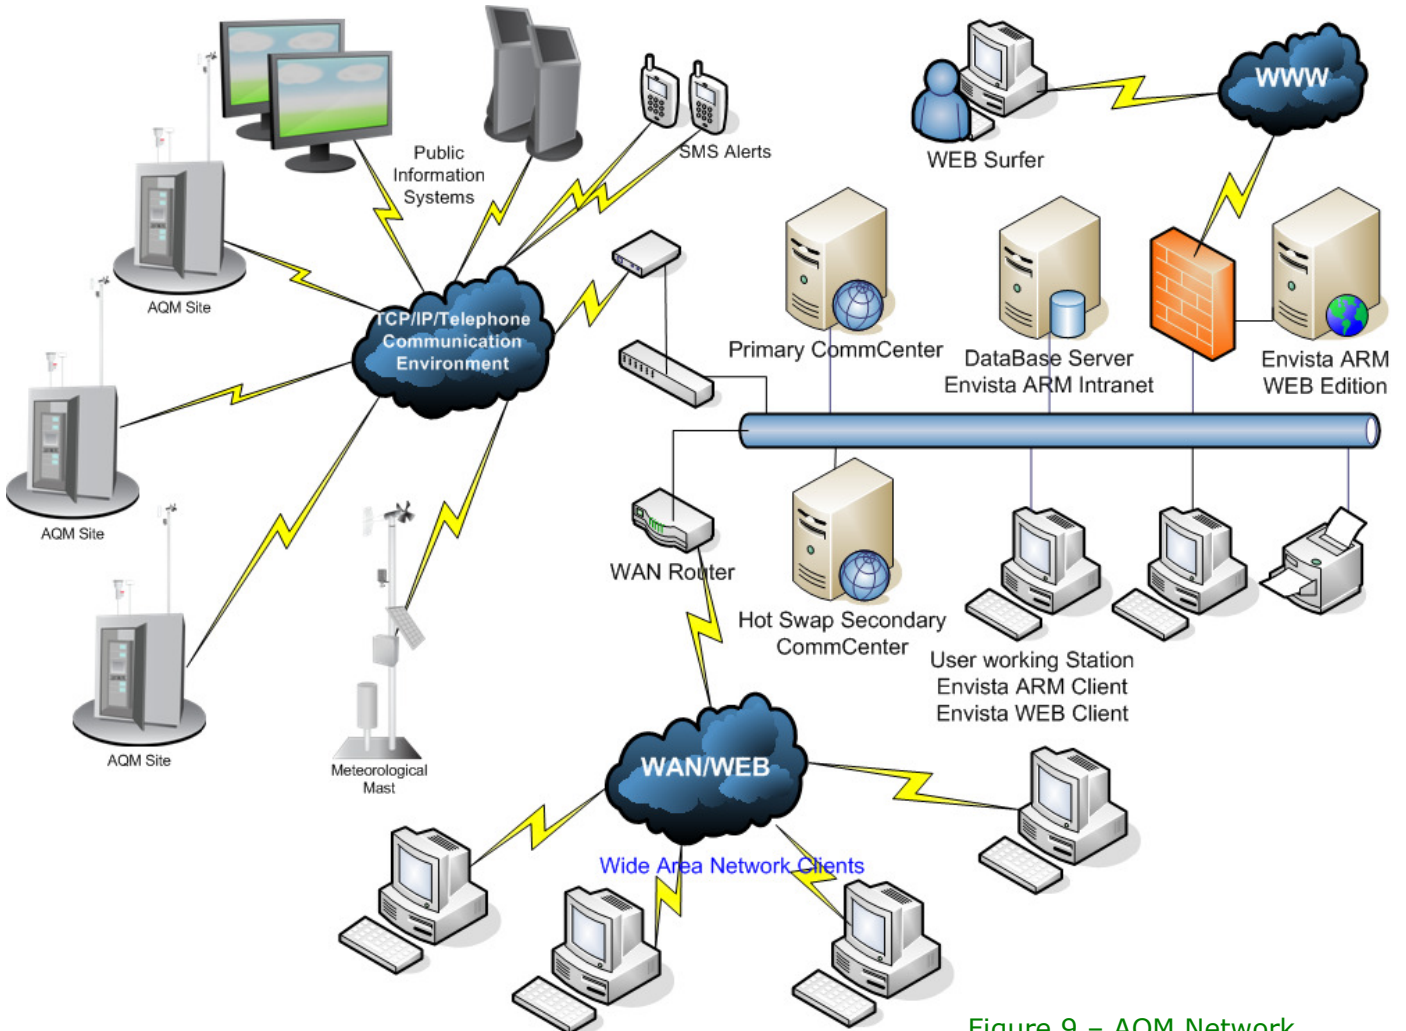 Public
Information
Systems
SMS Alerts
WWW
WEB Surfer
AQM Site
TCP/IP/Telephone
Communication
Environment
Primary CommCenter
DataBase Server
Envista ARM Intranet
Envista ARM
WEB Edition
AQM Site
WAN Router
Hot Swap Secondary
CommCenter
User working Station
Envista ARM Client
Envista WEB Client
AQM Site
Meteorological
Mast
WAN/WEB
Wide Area Network Clients
Figure 9 – AQM Network